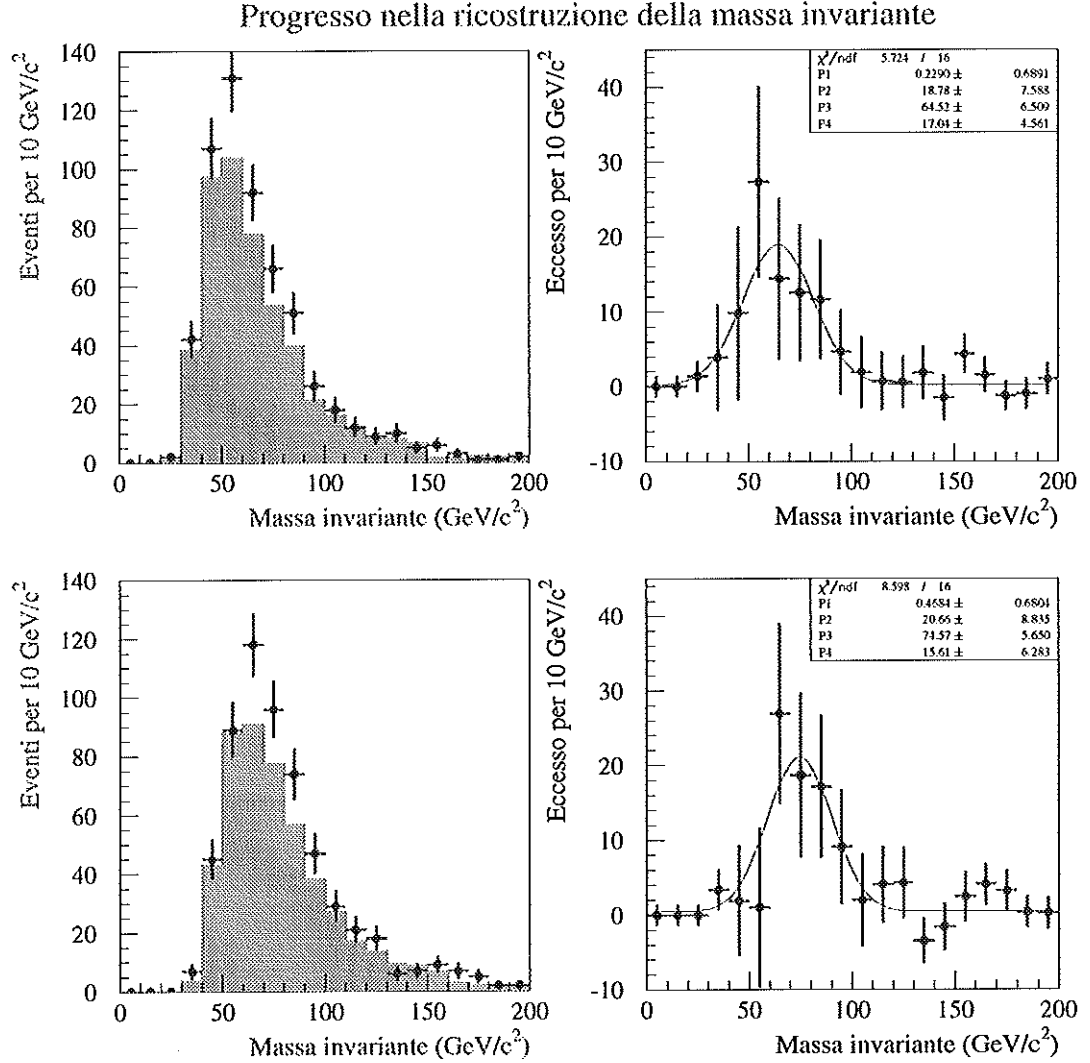 Progresso nella ricostruzione della massa invariante
Eventi per 10 GeV/c²
140
120
100
80
60
40
20
0
0 50 100 150 200
Massa invariante (GeV/c²)
Eccesso per 10 GeV/c²
40
30
20
10
0
-10
χ²/ndf 5.724 / 16
P1 0.2290 ± 0.6891
P2 18.78 ± 7.588
P3 64.52 ± 6.509
P4 17.04 ± 4.561
0 50 100 150 200
Massa invariante (GeV/c²)
Eventi per 10 GeV/c²
140
120
100
80
60
40
20
0
0 50 100 150 200
Massa invariante (GeV/c²)
Eccesso per 10 GeV/c²
40
30
20
10
0
-10
χ²/ndf 8.598 / 16
P1 0.4684 ± 0.6804
P2 20.66 ± 8.835
P3 74.57 ± 5.650
P4 15.61 ± 6.283
0 50 100 150 200
Massa invariante (GeV/c²)